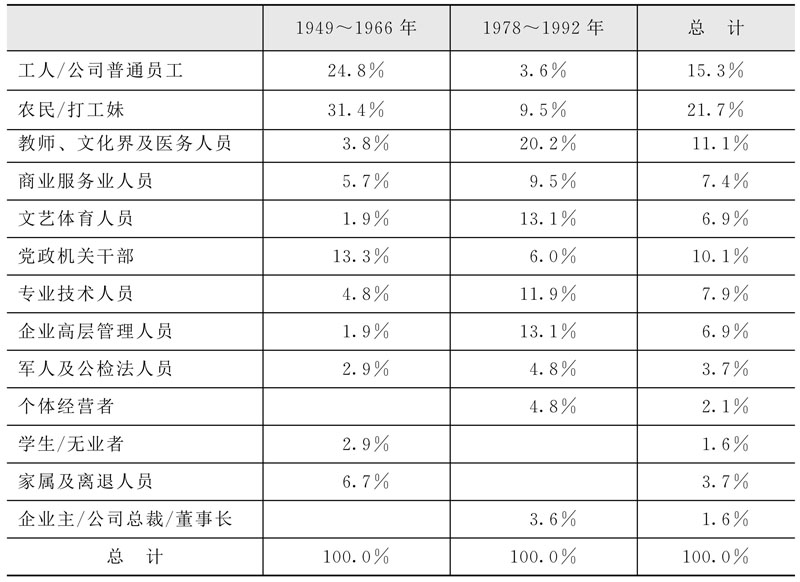 1949～1966年 1978～1992年 总 计
工人/公司普通员工 24.8% 3.6% 15.3%
农民/打工妹 31.4% 9.5% 21.7%
教师、文化界及医务人员 3.8% 20.2% 11.1%
商业服务业人员 5.7% 9.5% 7.4%
文艺体育人员 1.9% 13.1% 6.9%
党政机关干部 13.3% 6.0% 10.1%
专业技术人员 4.8% 11.9% 7.9%
企业高层管理人员 1.9% 13.1% 6.9%
军人及公检法人员 2.9% 4.8% 3.7%
个体经营者 4.8% 2.1%
学生/无业者 2.9% 1.6%
家属及离退人员 6.7% 3.7%
企业主/公司总裁/董事长 3.6% 1.6%
总 计 100.0% 100.0% 100.0%